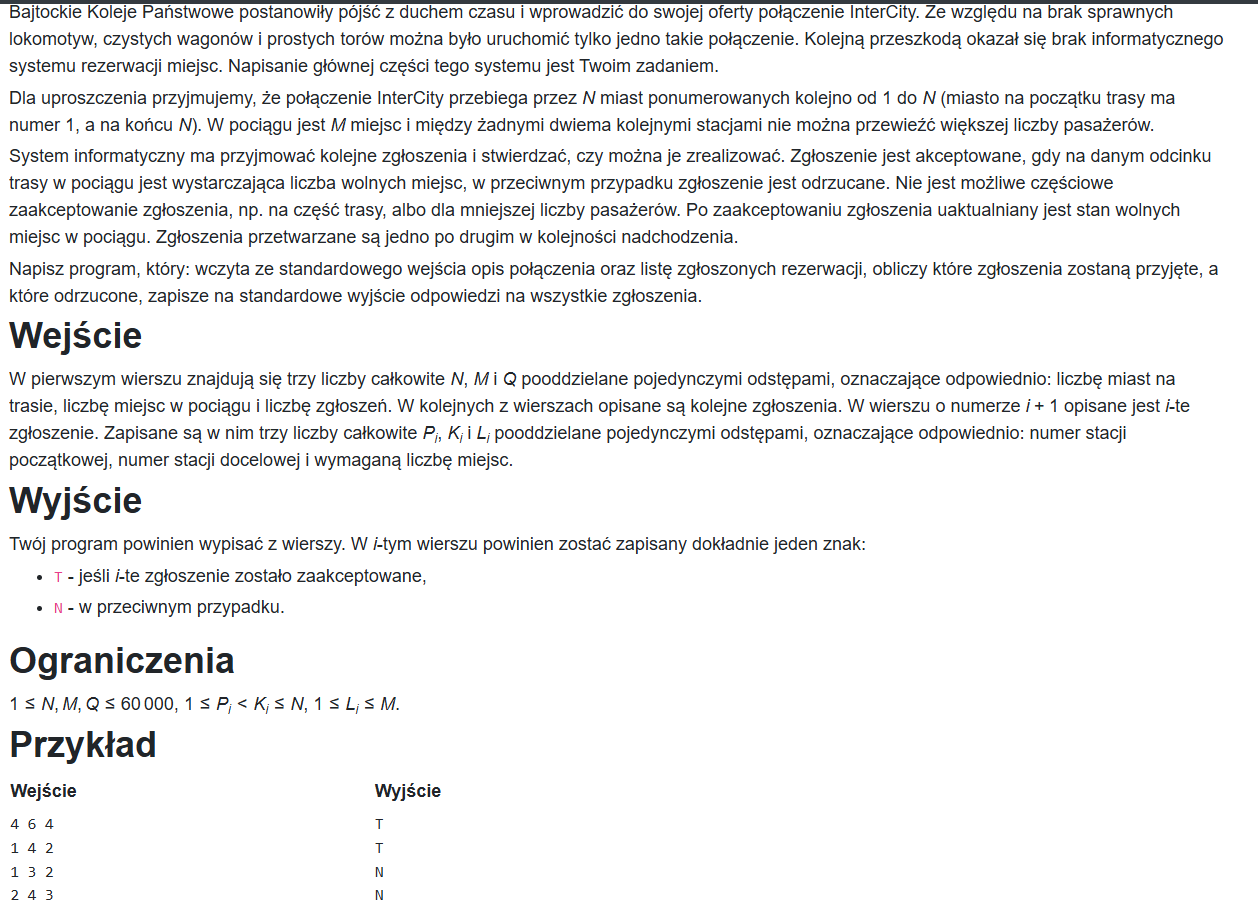 Bajtockie Koleje Państwowe postanowiły pójść z duchem czasu i wprowadzić do swojej oferty połączenie InterCity. Ze względu na brak sprawnych
lokomotyw, czystych wagonów i prostych torów można było uruchomić tylko jedno takie połączenie. Kolejną przeszkodą okazał się brak informatycznego
systemu rezerwacji miejsc. Napisanie głównej części tego systemu jest Twoim zadaniem.
Dla uproszczenia przyjmujemy, że połączenie InterCity przebiega przez N miast ponumerowanych kolejno od 1 do N (miasto na początku trasy ma
numer 1, a na końcu N). W pociągu jest M miejsc i między żadnymi dwiema kolejnymi stacjami nie można przewieźć większej liczby pasażerów.
System informatyczny ma przyjmować kolejne zgłoszenia i stwierdzać, czy można je zrealizować. Zgłoszenie jest akceptowane, gdy na danym odcinku
trasy w pociągu jest wystarczająca liczba wolnych miejsc, w przeciwnym przypadku zgłoszenie jest odrzucane. Nie jest możliwe częściowe
zaakceptowanie zgłoszenia, np. na część trasy, albo dla mniejszej liczby pasażerów. Po zaakceptowaniu zgłoszenia uaktualniany jest stan wolnych
miejsc w pociągu. Zgłoszenia przetwarzane są jedno po drugim w kolejności nadchodzenia.
Napisz program, który: wczyta ze standardowego wejścia opis połączenia oraz listę zgłoszonych rezerwacji, obliczy które zgłoszenia zostaną przyjęte, a
które odrzucone, zapisze na standardowe wyjście odpowiedzi na wszystkie zgłoszenia.
Wejście
W pierwszym wierszu znajdują się trzy liczby całkowite N, M i Q pooddzielane pojedynczymi odstępami, oznaczające odpowiednio: liczbę miast na
trasie, liczbę miejsc w pociągu i liczbę zgłoszeń. W kolejnych z wierszach opisane są kolejne zgłoszenia. W wierszu o numerze i + 1 opisane jest i-te
zgłoszenie. Zapisane są w nim trzy liczby całkowite Pi, Ki i Li pooddzielane pojedynczymi odstępami, oznaczające odpowiednio: numer stacji
początkowej, numer stacji docelowej i wymaganą liczbę miejsc.
Wyjście
Twój program powinien wypisać z wierszy. W i-tym wierszu powinien zostać zapisany dokładnie jeden znak:
• T - jeśli i-te zgłoszenie zostało zaakceptowane,
• N - w przeciwnym przypadku.
Ograniczenia
1 ≤ N, M, Q ≤ 60 000, 1 ≤ Pi < Ki ≤ N, 1 ≤ Li ≤ M.
Przykład
Wejście Wyjście
4 6 4 T
1 4 2 T
1 3 2 N
2 4 3 N